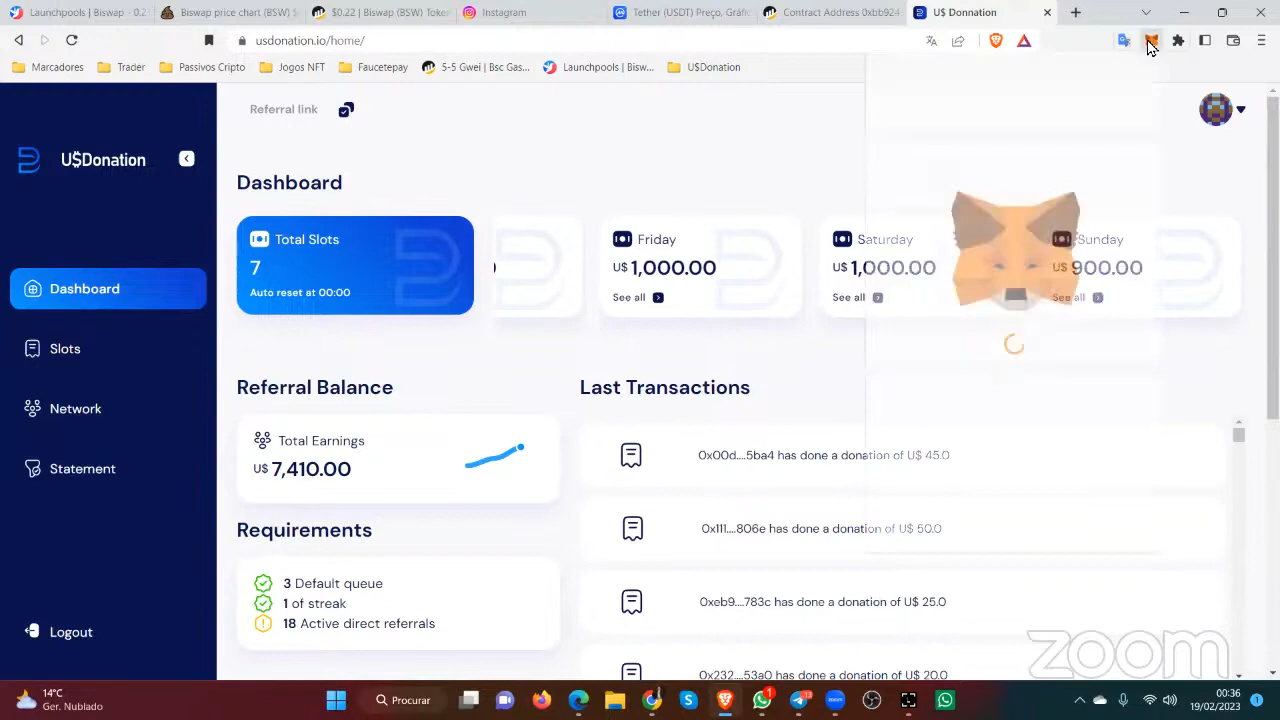 Launchpools | Biswap - 0.2
Biswap price chart (BSW) $
$0.22 | Biswap (BSW) Token
Instagram
Tether (USDT) Preço, Gráfic
Contract Address 0xbb924
U$ Donation
usdonation.io/home/
Marcadores
Trader
Passivos Cripto
Jogos NFT
Faucetepay
5-5 Gwei | Bsc Gas...
Launchpools | Bisw...
U$Donation
Referral link
U$Donation
Dashboard
Total Slots
7
Auto reset at 00:00
Friday
U$ 1,000.00
See all
Saturday
U$ 1,000.00
See all
Sunday
U$ 900.00
See all
Dashboard
Slots
Network
Statement
Logout
Referral Balance
Total Earnings
U$ 7,410.00
Requirements
3 Default queue
1 of streak
18 Active direct referrals
Last Transactions
0x00d....5ba4 has done a donation of U$ 45.0
0x111....806e has done a donation of U$ 50.0
0xeb9....783c has done a donation of U$ 25.0
0x232....53a0 has done a donation of U$ 20.0
zoom
14°C
Ger. Nublado
Procurar
1
13
zoom
00:36
19/02/2023
1